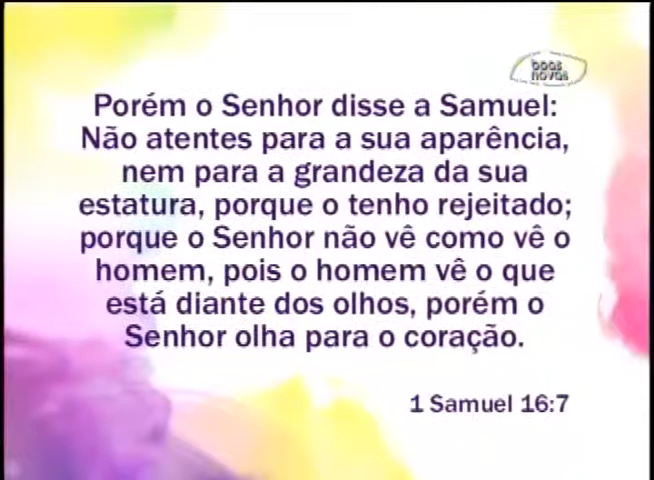 boas
novas
Porém o Senhor disse a Samuel:
Não atentes para a sua aparência,
nem para a grandeza da sua
estatura, porque o tenho rejeitado;
porque o Senhor não vê como vê o
homem, pois o homem vê o que
está diante dos olhos, porém o
Senhor olha para o coração.
1 Samuel 16:7